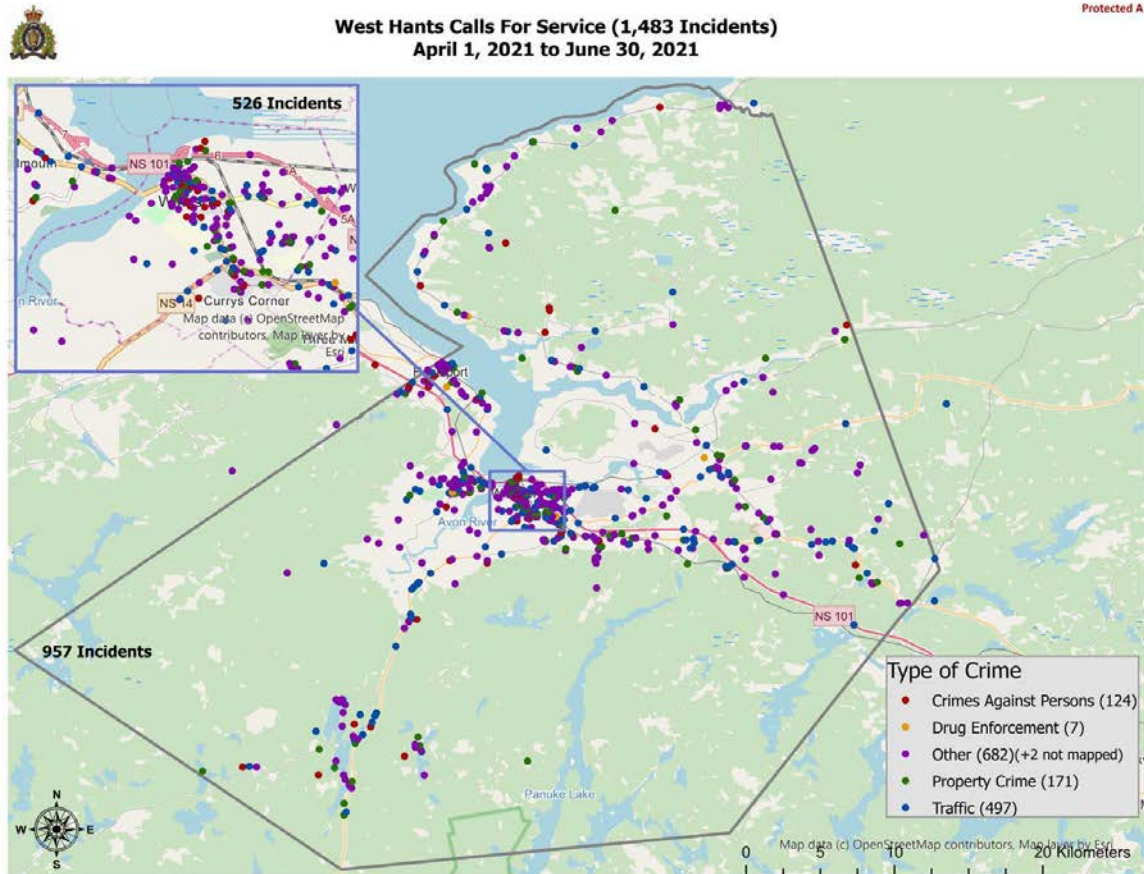 Protected A
West Hants Calls For Service (1,483 Incidents)
April 1, 2021 to June 30, 2021
526 Incidents
7
NS 101
6
5A
NS 14
Currys Corner
Map data (c) OpenStreetMap
contributors, Map layer by
Esri
Avon River
NS 101
957 Incidents
Type of Crime
Crimes Against Persons (124)
Drug Enforcement (7)
Other (682)(+2 not mapped)
Property Crime (171)
Traffic (497)
Panuke Lake
N
W E
S
Map data (c) OpenStreetMap contributors, Map layer by Esri
0 5 10 20 Kilometers